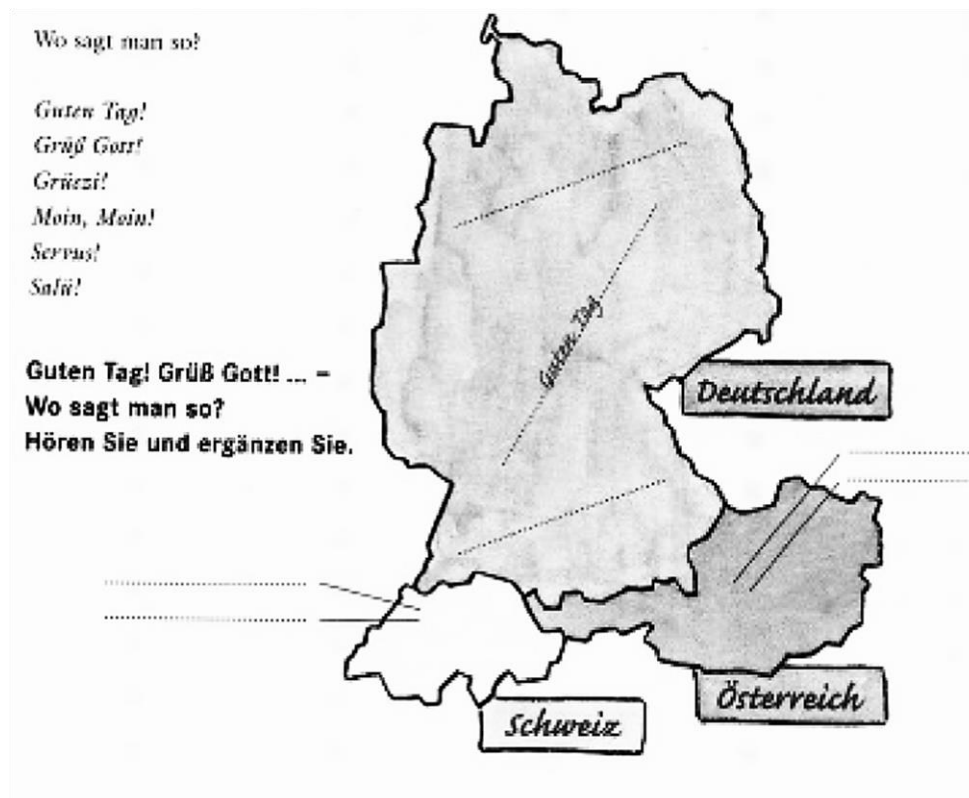 Wo sagt man so?
Guten Tag!
Grüß Gott!
Grüezi!
Moin, Moin!
Servus!
Salü!
Guten Tag! Grüß Gott! ... –
Wo sagt man so?
Hören Sie und ergänzen Sie.
Guten Tag
Deutschland
Österreich
Schweiz